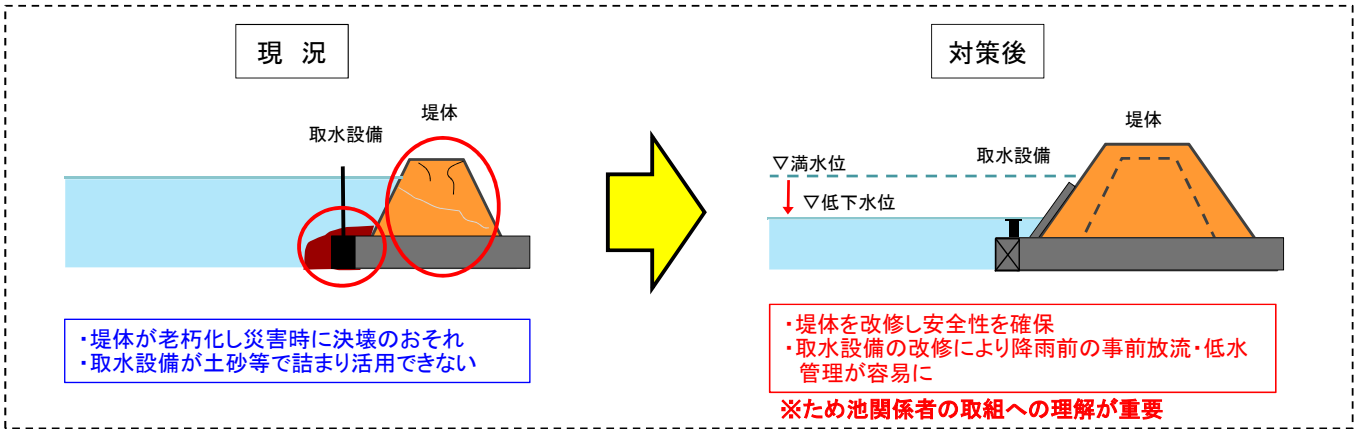 現 況
堤体
取水設備
・堤体が老朽化し災害時に決壊のおそれ
・取水設備が土砂等で詰まり活用できない
対策後
堤体
取水設備
▽満水位
▽低下水位
・堤体を改修し安全性を確保
・取水設備の改修により降雨前の事前放流・低水
管理が容易に
※ため池関係者の取組への理解が重要